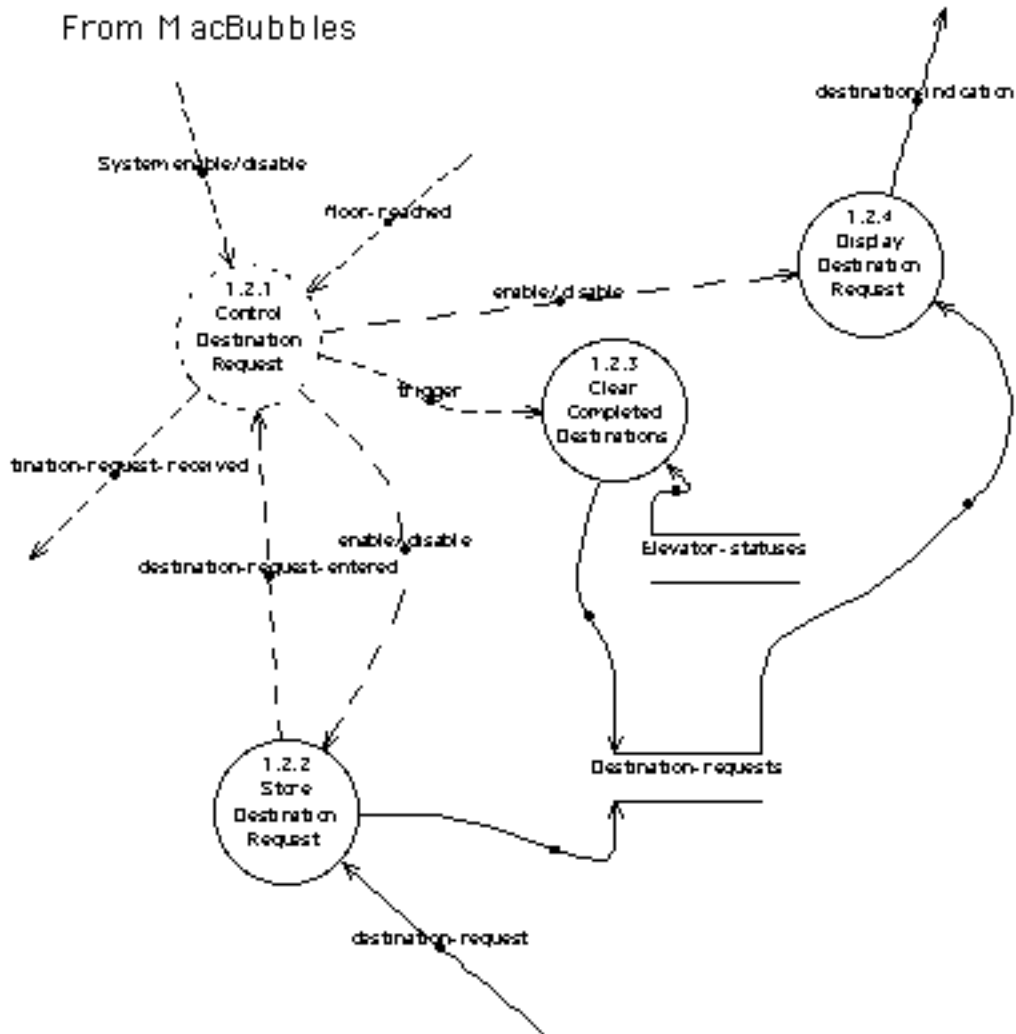 From MacBubbles
destination-indication
System enable/disable
floor-reached
1.2.4
Display
Destination
Request
1.2.1
Control
Destination
Request
enable/disable
1.2.3
Clear
Completed
Destinations
trigger
tination-request-received
enable/disable
Elevator-statuses
destination-request-entered
1.2.2
Store
Destination
Request
Destination-requests
destination-request